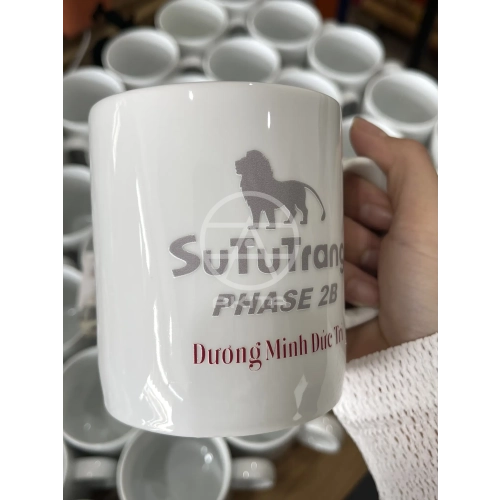 SuTuTrang
PHASE 2B
Dương Minh Đức